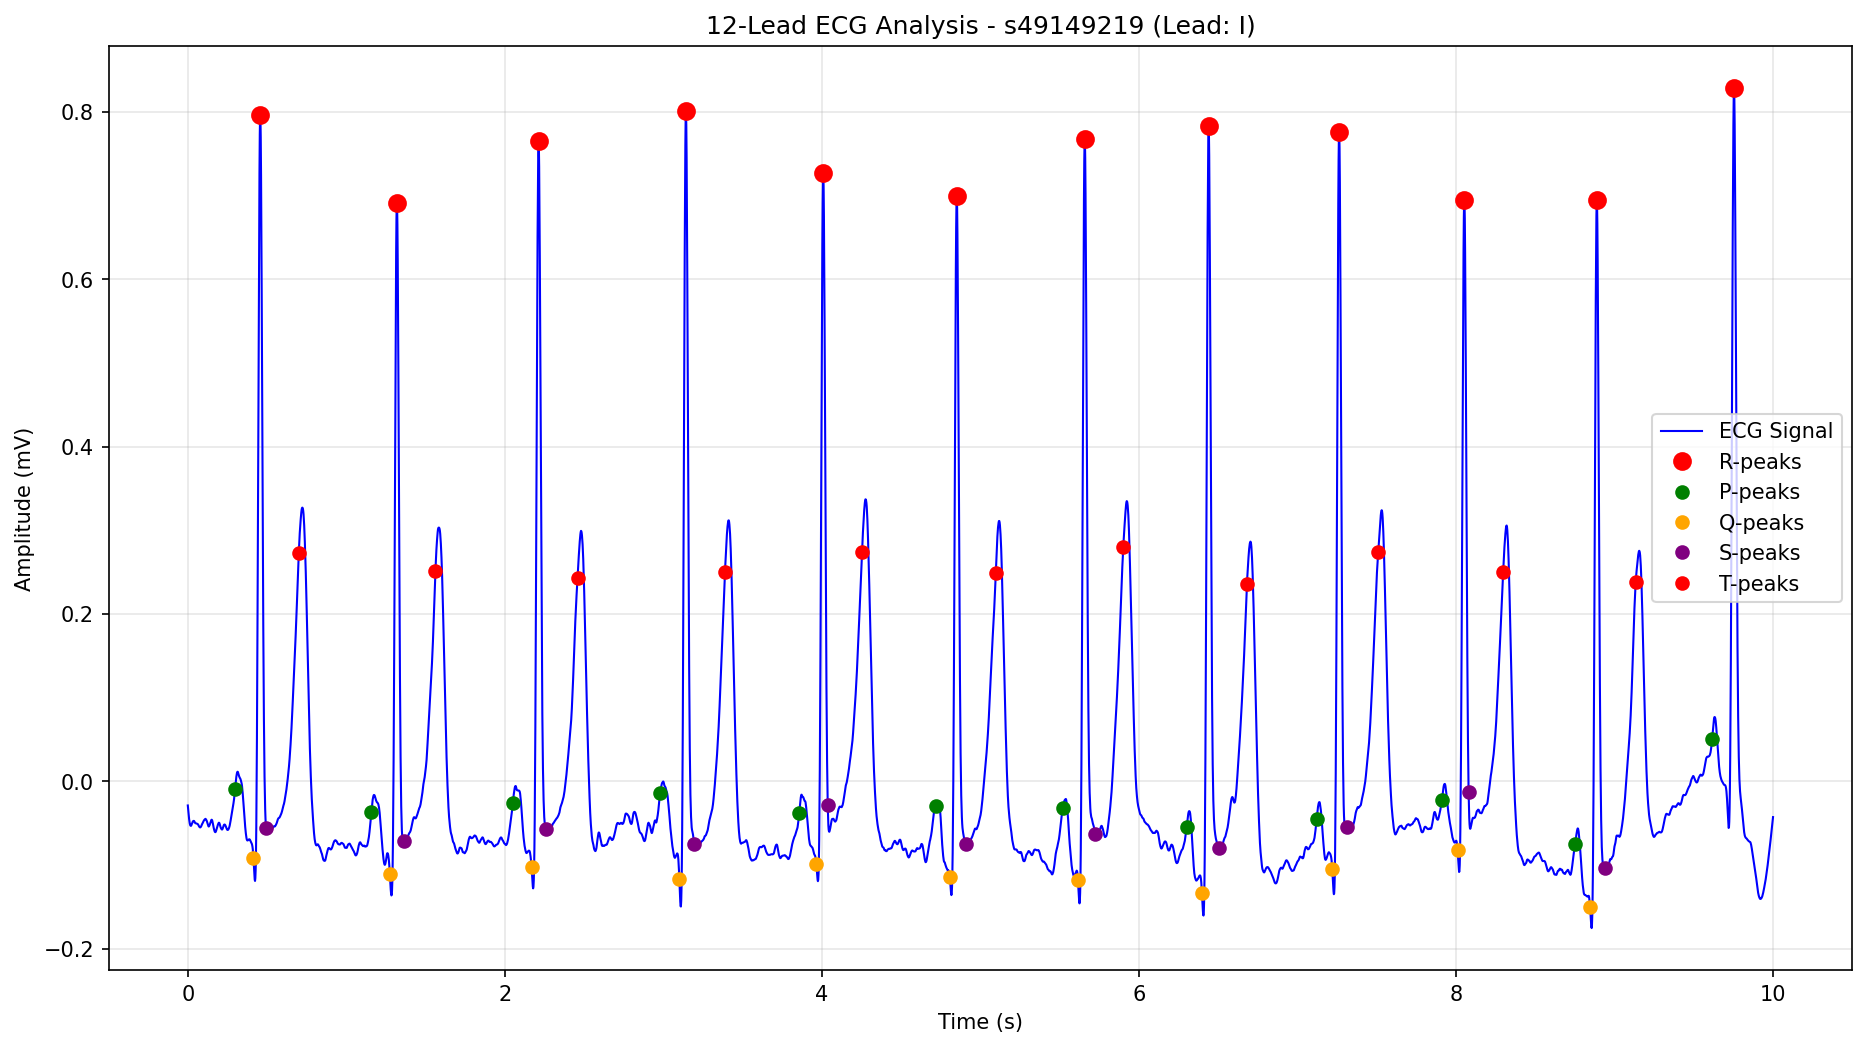 12-Lead ECG Analysis - s49149219 (Lead: I)
Amplitude (mV)
0.8
0.6
0.4
0.2
0.0
−0.2
ECG Signal
R-peaks
P-peaks
Q-peaks
S-peaks
T-peaks
0 2 4 6 8 10
Time (s)